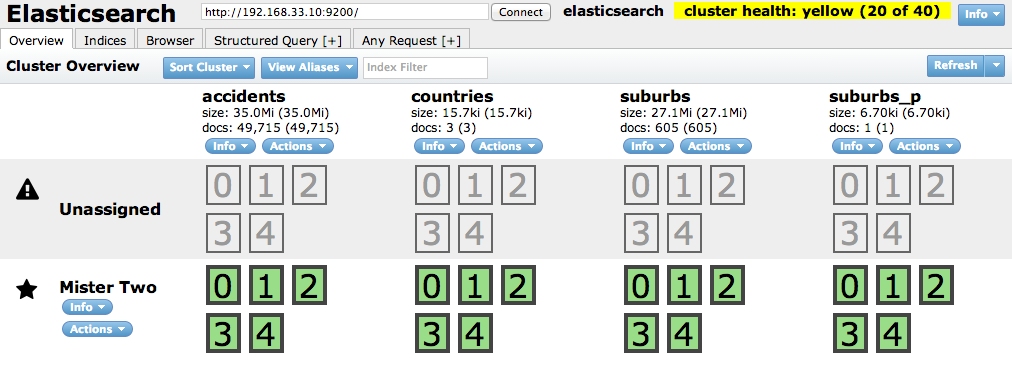 Elasticsearch http://192.168.33.10:9200/ Connect elasticsearch cluster health: yellow (20 of 40) Info
Overview Indices Browser Structured Query [+] Any Request [+]
Cluster Overview Sort Cluster View Aliases Index Filter Refresh
accidents countries suburbs suburbs_p
size: 35.0Mi (35.0Mi) size: 15.7ki (15.7ki) size: 27.1Mi (27.1Mi) size: 6.70ki (6.70ki)
docs: 49,715 (49,715) docs: 3 (3) docs: 605 (605) docs: 1 (1)
Info Actions Info Actions Info Actions Info Actions
0 1 2 0 1 2 0 1 2 0 1 2
Unassigned
3 4 3 4 3 4 3 4
Mister Two 0 1 2 0 1 2 0 1 2 0 1 2
Info
Actions 3 4 3 4 3 4 3 4